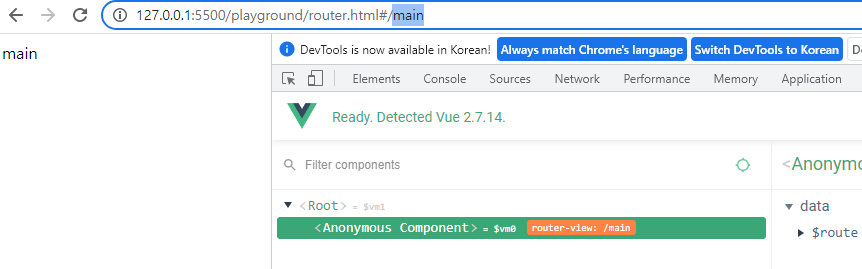 127.0.0.1:5500/playground/router.html#/main
main
DevTools is now available in Korean! Always match Chrome's language Switch DevTools to Korean
Elements Console Sources Network Performance Memory Application
Ready. Detected Vue 2.7.14.
Filter components
<Anonymo
<Root> = $vm1
data
<Anonymous Component> = $vm0 router-view: /main
$route